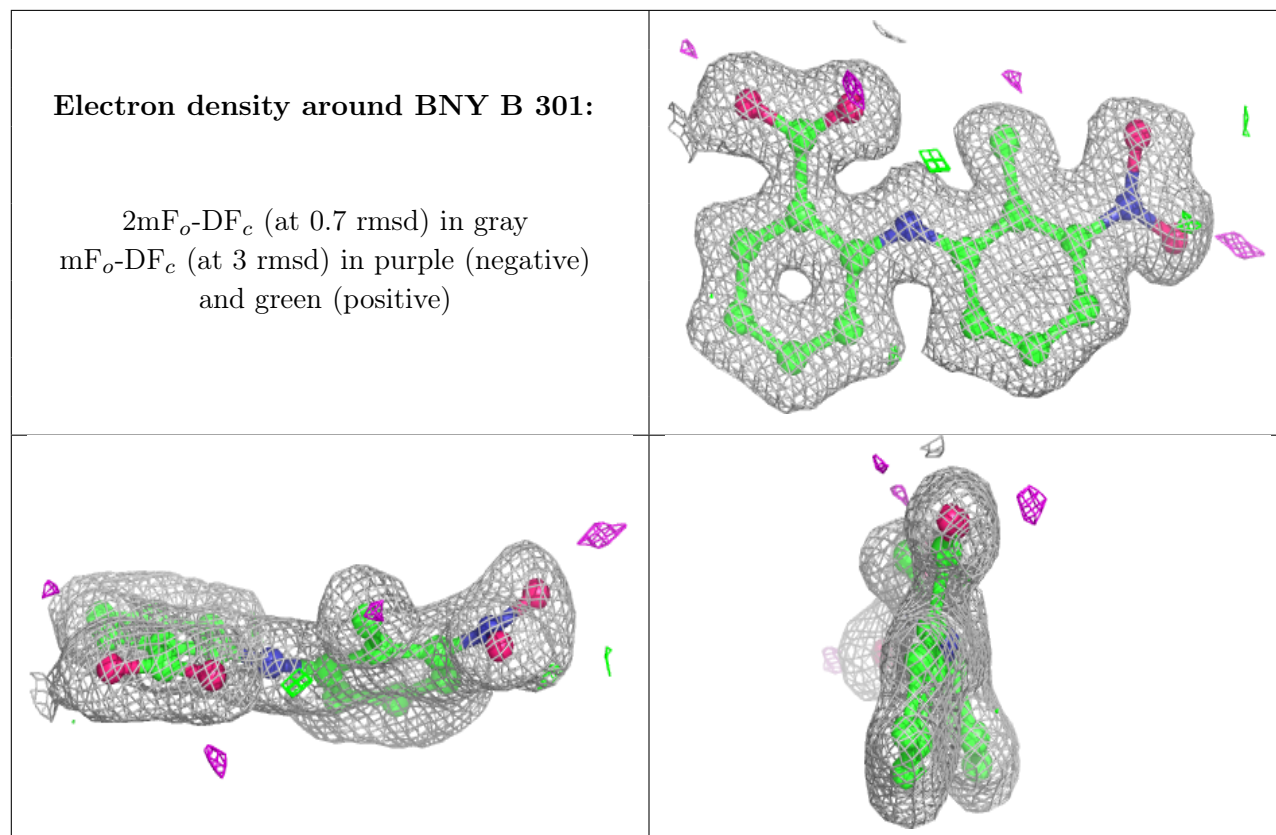 Electron density around BNY B 301:
2mFₒ-DF𝒸 (at 0.7 rmsd) in gray
mFₒ-DF𝒸 (at 3 rmsd) in purple (negative)
and green (positive)